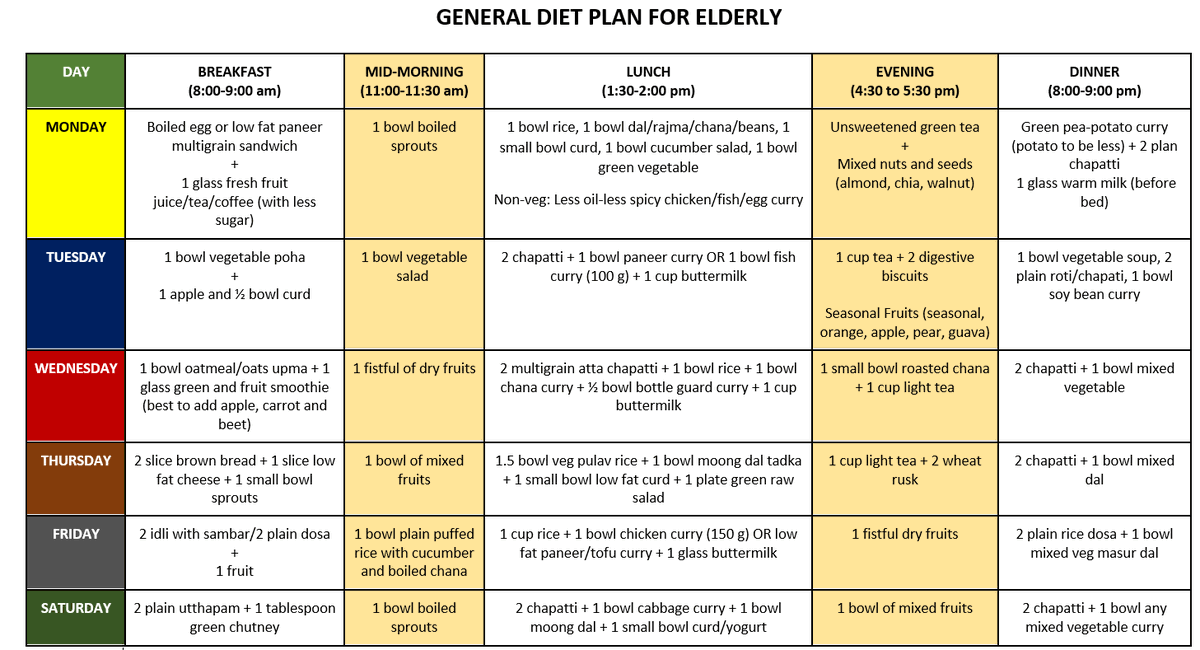 GENERAL DIET PLAN FOR ELDERLY
DAY
BREAKFAST
(8:00-9:00 am)
MID-MORNING
(11:00-11:30 am)
LUNCH
(1:30-2:00 pm)
EVENING
(4:30 to 5:30 pm)
DINNER
(8:00-9:00 pm)
MONDAY
Boiled egg or low fat paneer
multigrain sandwich
+
1 glass fresh fruit
juice/tea/coffee (with less
sugar)
1 bowl boiled
sprouts
1 bowl rice, 1 bowl dal/rajma/chana/beans, 1
small bowl curd, 1 bowl cucumber salad, 1 bowl
green vegetable
Non-veg: Less oil-less spicy chicken/fish/egg curry
Unsweetened green tea
+
Mixed nuts and seeds
(almond, chia, walnut)
Green pea-potato curry
(potato to be less) + 2 plan
chapatti
1 glass warm milk (before
bed)
TUESDAY
1 bowl vegetable poha
+
1 apple and ½ bowl curd
1 bowl vegetable
salad
2 chapatti + 1 bowl paneer curry OR 1 bowl fish
curry (100 g) + 1 cup buttermilk
1 cup tea + 2 digestive
biscuits
Seasonal Fruits (seasonal,
orange, apple, pear, guava)
1 bowl vegetable soup, 2
plain roti/chapati, 1 bowl
soy bean curry
WEDNESDAY
1 bowl oatmeal/oats upma + 1
glass green and fruit smoothie
(best to add apple, carrot and
beet)
1 fistful of dry fruits
2 multigrain atta chapatti + 1 bowl rice + 1 bowl
chana curry + ½ bowl bottle guard curry + 1 cup
buttermilk
1 small bowl roasted chana
+ 1 cup light tea
2 chapatti + 1 bowl mixed
vegetable
THURSDAY
2 slice brown bread + 1 slice low
fat cheese + 1 small bowl
sprouts
1 bowl of mixed
fruits
1.5 bowl veg pulav rice + 1 bowl moong dal tadka
+ 1 small bowl low fat curd + 1 plate green raw
salad
1 cup light tea + 2 wheat
rusk
2 chapatti + 1 bowl mixed
dal
FRIDAY
2 idli with sambar/2 plain dosa
+
1 fruit
1 bowl plain puffed
rice with cucumber
and boiled chana
1 cup rice + 1 bowl chicken curry (150 g) OR low
fat paneer/tofu curry + 1 glass buttermilk
1 fistful dry fruits
2 plain rice dosa + 1 bowl
mixed veg masur dal
SATURDAY
2 plain utthapam + 1 tablespoon
green chutney
1 bowl boiled
sprouts
2 chapatti + 1 bowl cabbage curry + 1 bowl
moong dal + 1 small bowl curd/yogurt
1 bowl of mixed fruits
2 chapatti + 1 bowl any
mixed vegetable curry